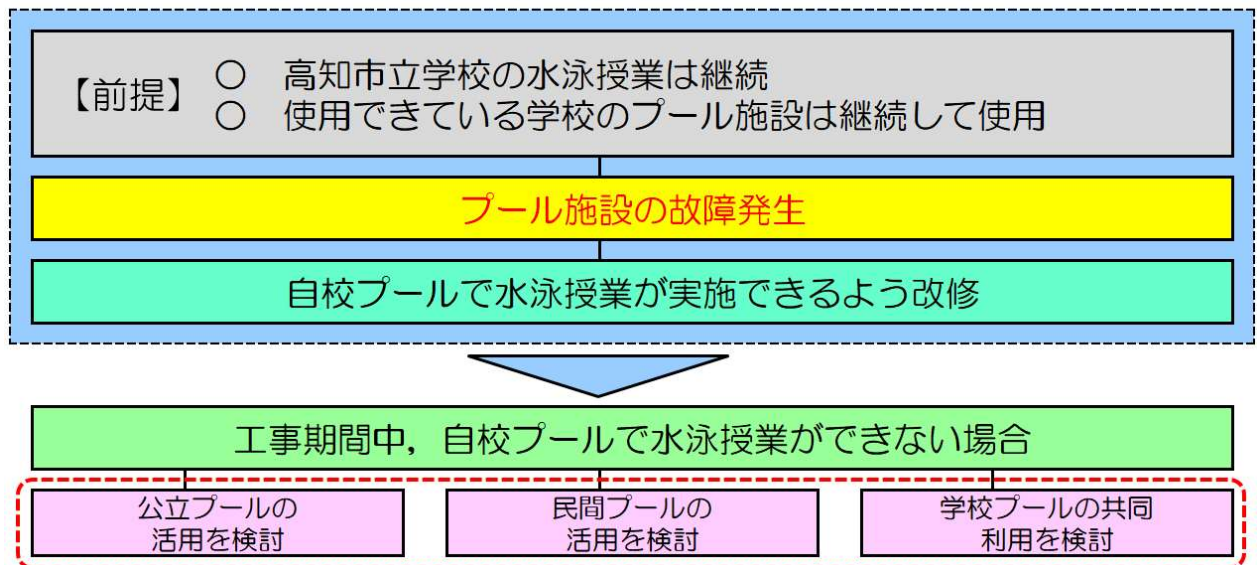 【前提】
○ 高知市立学校の水泳授業は継続
○ 使用できている学校のプール施設は継続して使用
プール施設の故障発生
自校プールで水泳授業が実施できるよう改修
工事期間中，自校プールで水泳授業ができない場合
公立プールの
活用を検討
民間プールの
活用を検討
学校プールの共同
利用を検討